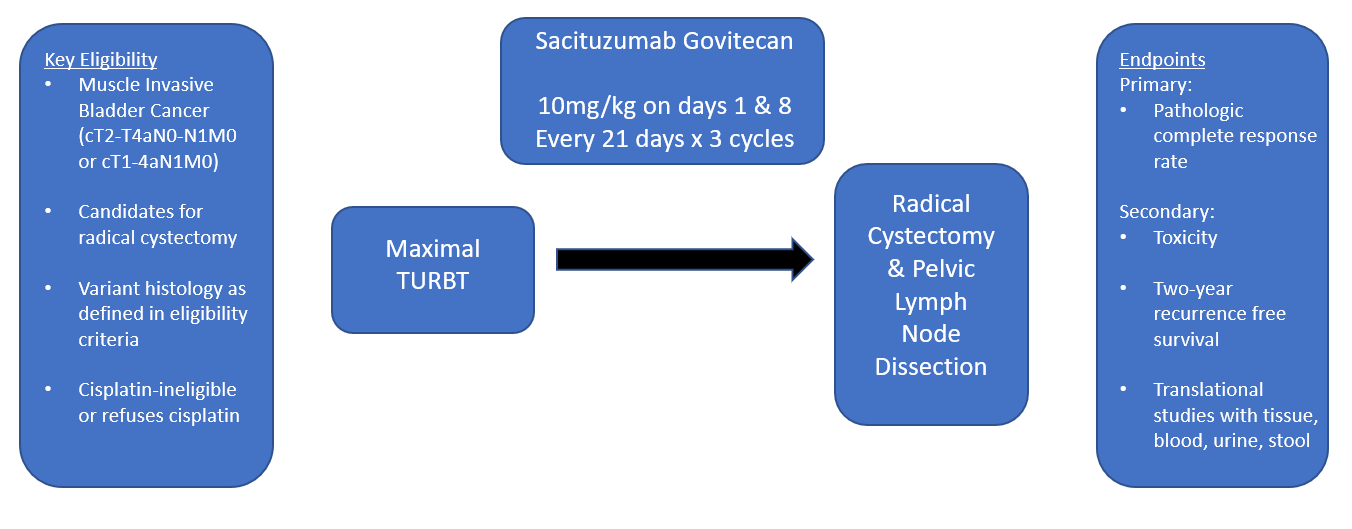 Key Eligibility
• Muscle Invasive
Bladder Cancer
(cT2-T4aN0-N1M0
or cT1-4aN1M0)
• Candidates for
radical cystectomy
• Variant histology as
defined in eligibility
criteria
• Cisplatin-ineligible
or refuses cisplatin
Maximal
TURBT
Sacituzumab Govitecan
10mg/kg on days 1 & 8
Every 21 days x 3 cycles
Radical
Cystectomy
& Pelvic
Lymph
Node
Dissection
Endpoints
Primary:
• Pathologic
complete response
rate
Secondary:
• Toxicity
• Two-year
recurrence free
survival
• Translational
studies with tissue,
blood, urine, stool